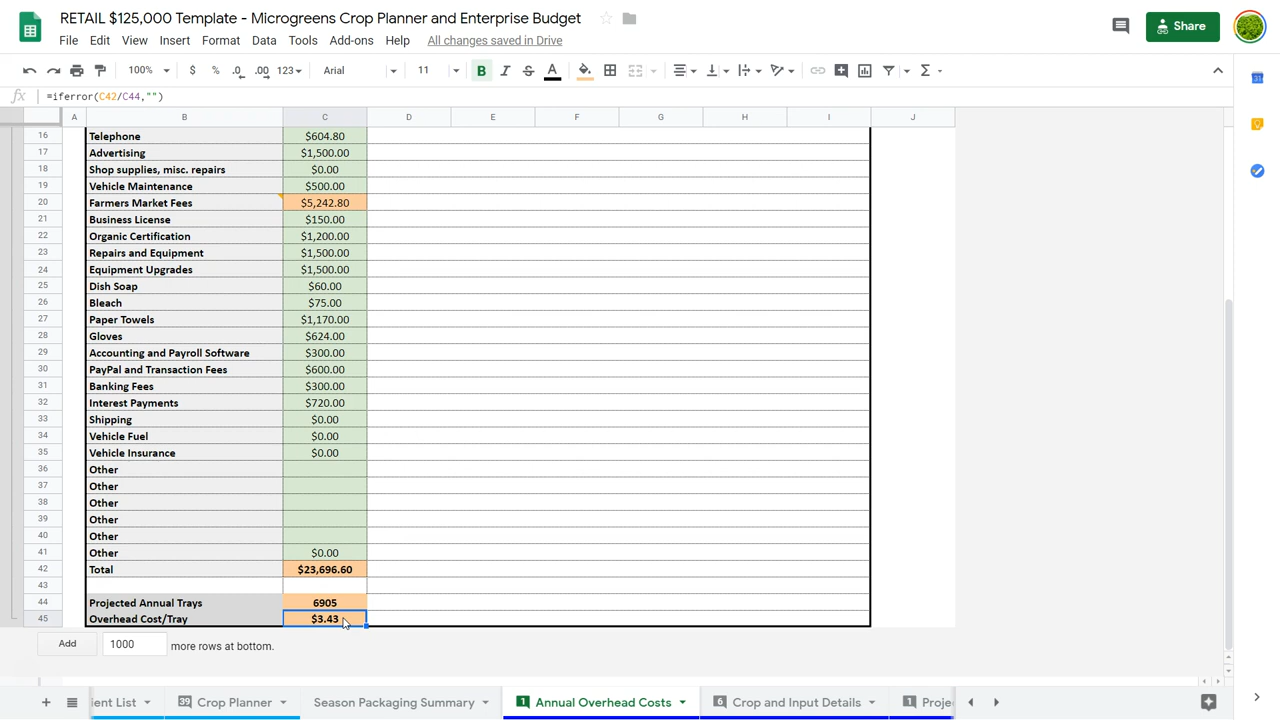 RETAIL $125,000 Template - Microgreens Crop Planner and Enterprise Budget
File Edit View Insert Format Data Tools Add-ons Help All changes saved in Drive
Share
100% $ % .0 .00 123 Arial 11 B I S A Σ
fx =iferror(C42/C44,"")
A B C D E F G H I J
16 Telephone $604.80
17 Advertising $1,500.00
18 Shop supplies, misc. repairs $0.00
19 Vehicle Maintenance $500.00
20 Farmers Market Fees $5,242.80
21 Business License $150.00
22 Organic Certification $1,200.00
23 Repairs and Equipment $1,500.00
24 Equipment Upgrades $1,500.00
25 Dish Soap $60.00
26 Bleach $75.00
27 Paper Towels $1,170.00
28 Gloves $624.00
29 Accounting and Payroll Software $300.00
30 PayPal and Transaction Fees $600.00
31 Banking Fees $300.00
32 Interest Payments $720.00
33 Shipping $0.00
34 Vehicle Fuel $0.00
35 Vehicle Insurance $0.00
36 Other
37 Other
38 Other
39 Other
40 Other
41 Other $0.00
42 Total $23,696.60
43
44 Projected Annual Trays 6905
45 Overhead Cost/Tray $3.43
Add 1000 more rows at bottom.
+ ient List 39 Crop Planner Season Packaging Summary 1 Annual Overhead Costs 6 Crop and Input Details 1 Proje
31